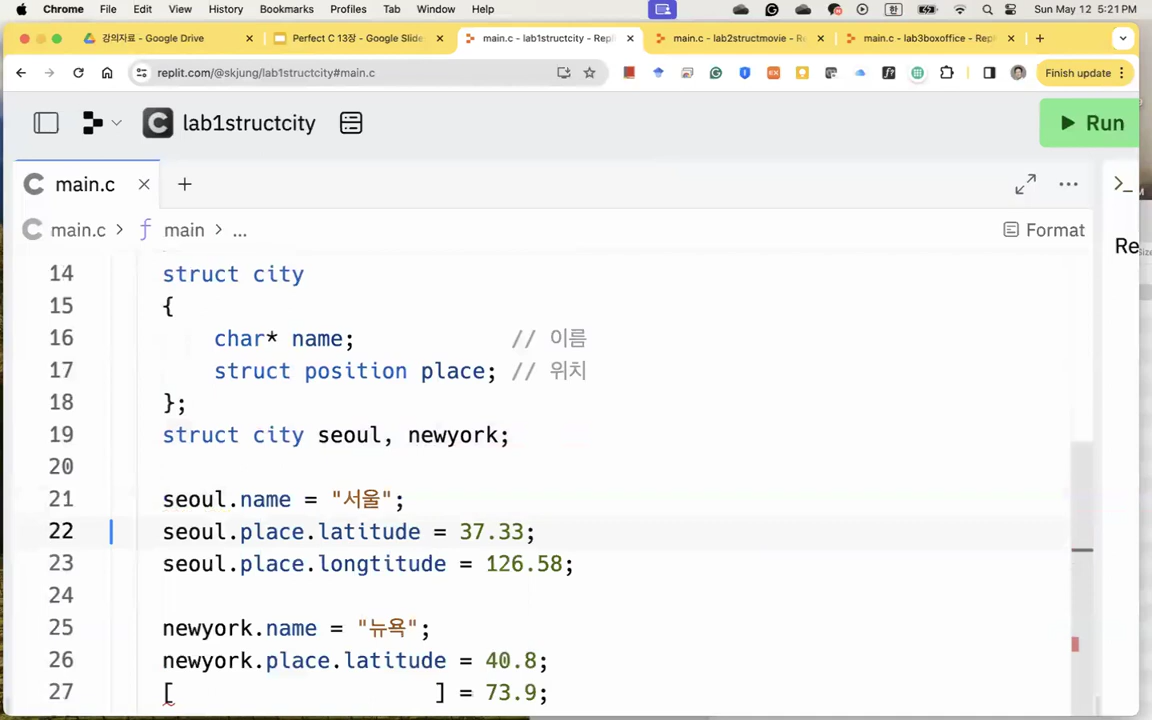 Chrome File Edit View History Bookmarks Profiles Tab Window Help 한 Sun May 12 5:21 PM
강의자료 - Google Drive Perfect C 13장 - Google Slide main.c - lab1structcity - Repl main.c - lab2structmovie - Re main.c - lab3boxoffice - Repl
replit.com/@skjung/lab1structcity#main.c Finish update
lab1structcity Run
main.c
main.c > f main > ... Format
Re
14 struct city
15 {
16 char* name; // 이름
17 struct position place; // 위치
18 };
19 struct city seoul, newyork;
20
21 seoul.name = "서울";
22 seoul.place.latitude = 37.33;
23 seoul.place.longtitude = 126.58;
24
25 newyork.name = "뉴욕";
26 newyork.place.latitude = 40.8;
27 [ ] = 73.9;